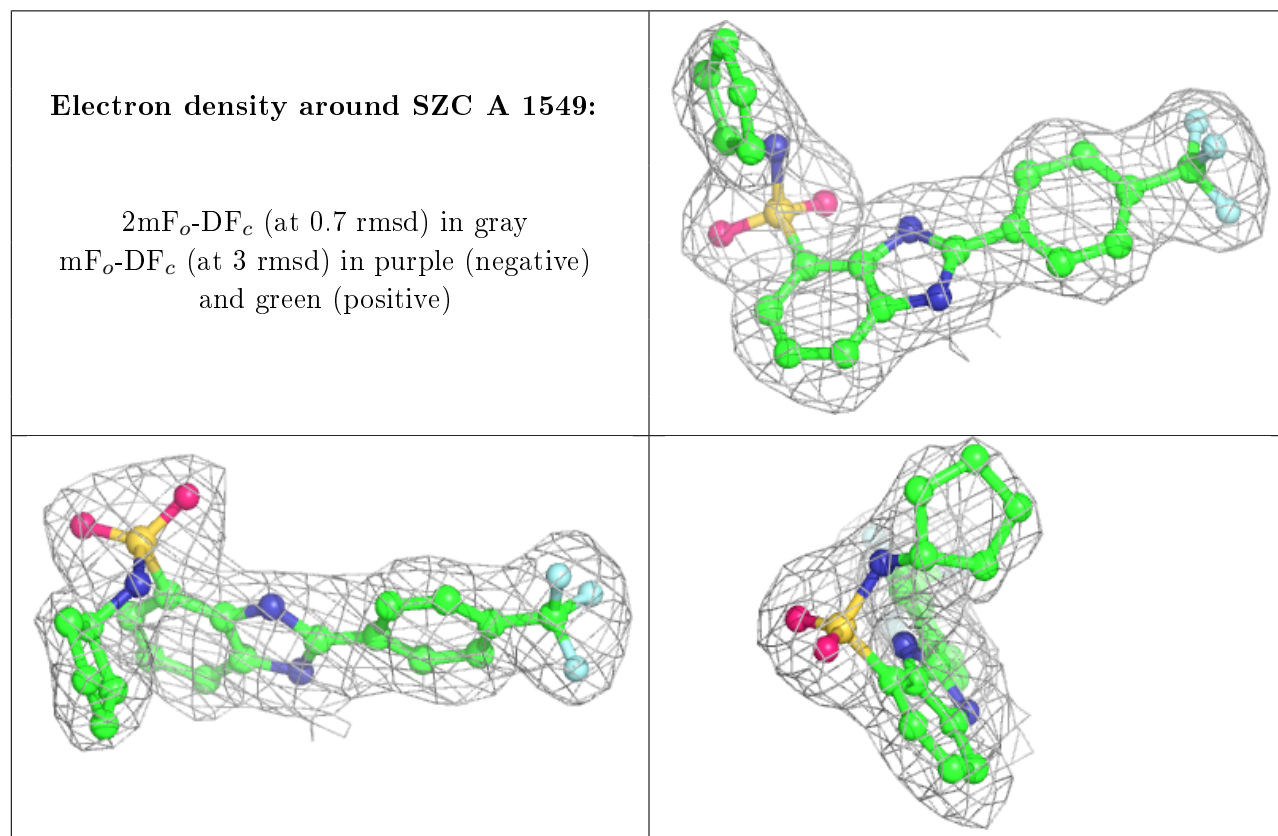 Electron density around SZC A 1549:
2mFo-DFc (at 0.7 rmsd) in gray
mFo-DFc (at 3 rmsd) in purple (negative)
and green (positive)